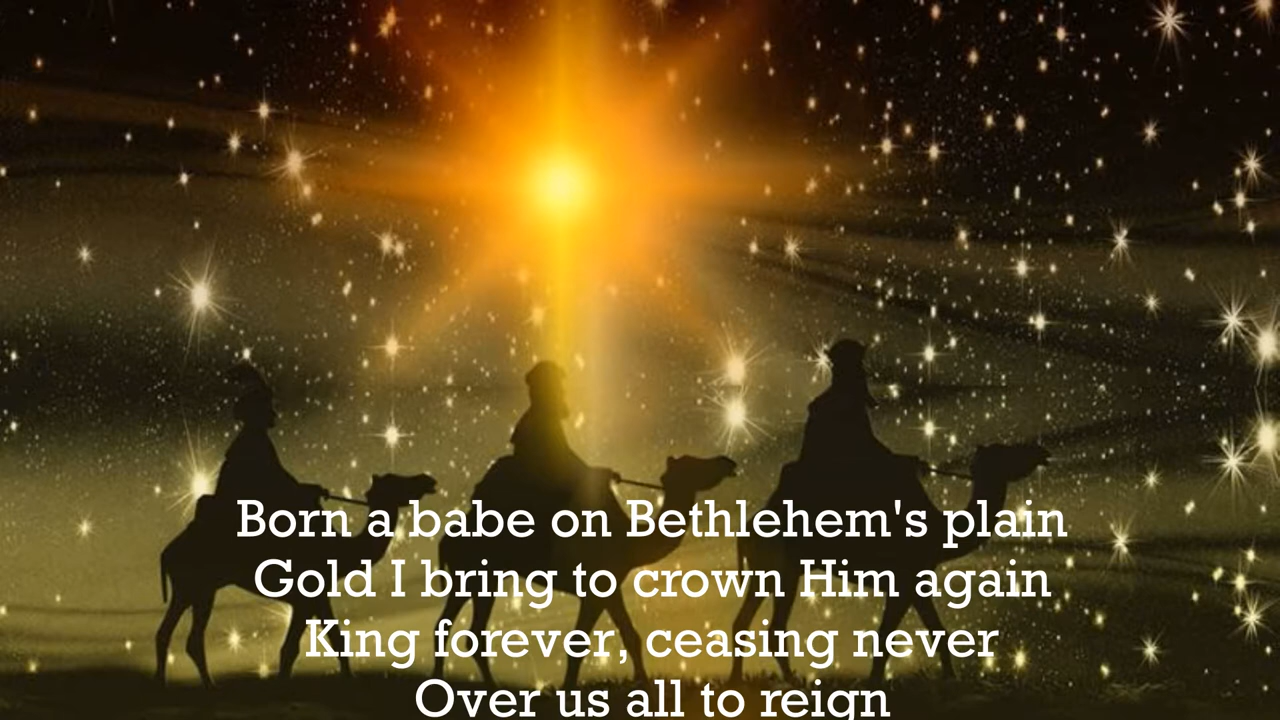 Born a babe on Bethlehem's plain
Gold I bring to crown Him again
King forever, ceasing never
Over us all to reign